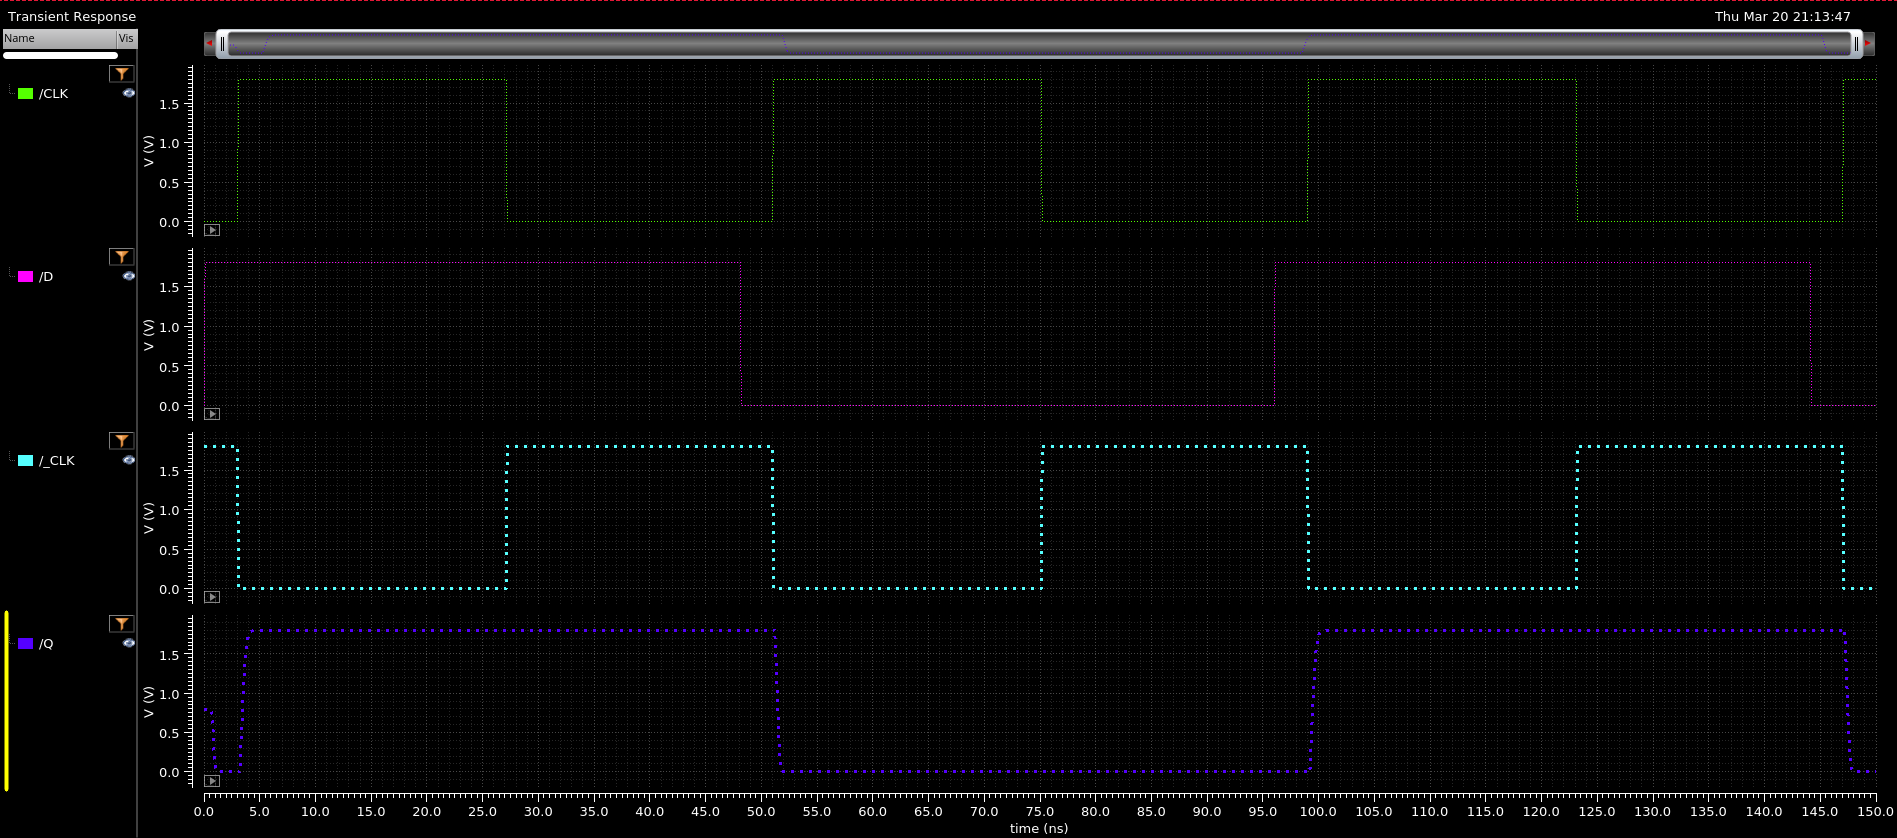 Transient Response
Thu Mar 20 21:13:47
Name Vis
/CLK
1.5
1.0
0.5
0.0
V (V)
/D
1.5
1.0
0.5
0.0
V (V)
/_CLK
1.5
1.0
0.5
0.0
V (V)
/Q
1.5
1.0
0.5
0.0
V (V)
0.0 5.0 10.0 15.0 20.0 25.0 30.0 35.0 40.0 45.0 50.0 55.0 60.0 65.0 70.0 75.0 80.0 85.0 90.0 95.0 100.0 105.0 110.0 115.0 120.0 125.0 130.0 135.0 140.0 145.0 150.0
time (ns)